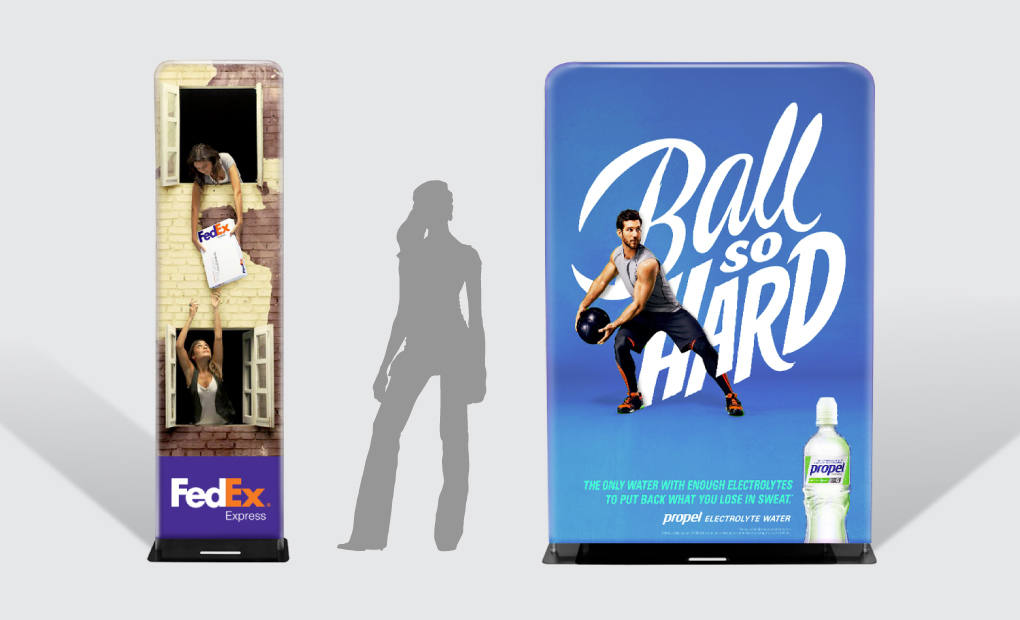 FedEx
FedEx
FedEx
Express
Ball
SO
HARD
THE ONLY WATER WITH ENOUGH ELECTROLYTES
TO PUT BACK WHAT YOU LOSE IN SWEAT.
propel ELECTROLYTE WATER
propel